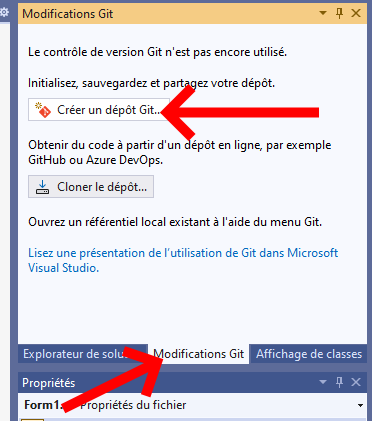 Modifications Git
Le contrôle de version Git n'est pas encore utilisé.
Initialisez, sauvegardez et partagez votre dépôt.
Créer un dépôt Git...
Obtenir du code à partir d'un dépôt en ligne, par exemple
GitHub ou Azure DevOps.
Cloner le dépôt...
Ouvrez un référentiel local existant à l'aide du menu Git.
Lisez une présentation de l'utilisation de Git dans Microsoft
Visual Studio.
Explorateur de Modifications Git Affichage de classes
Propriétés
Form1. Propriétés du fichier